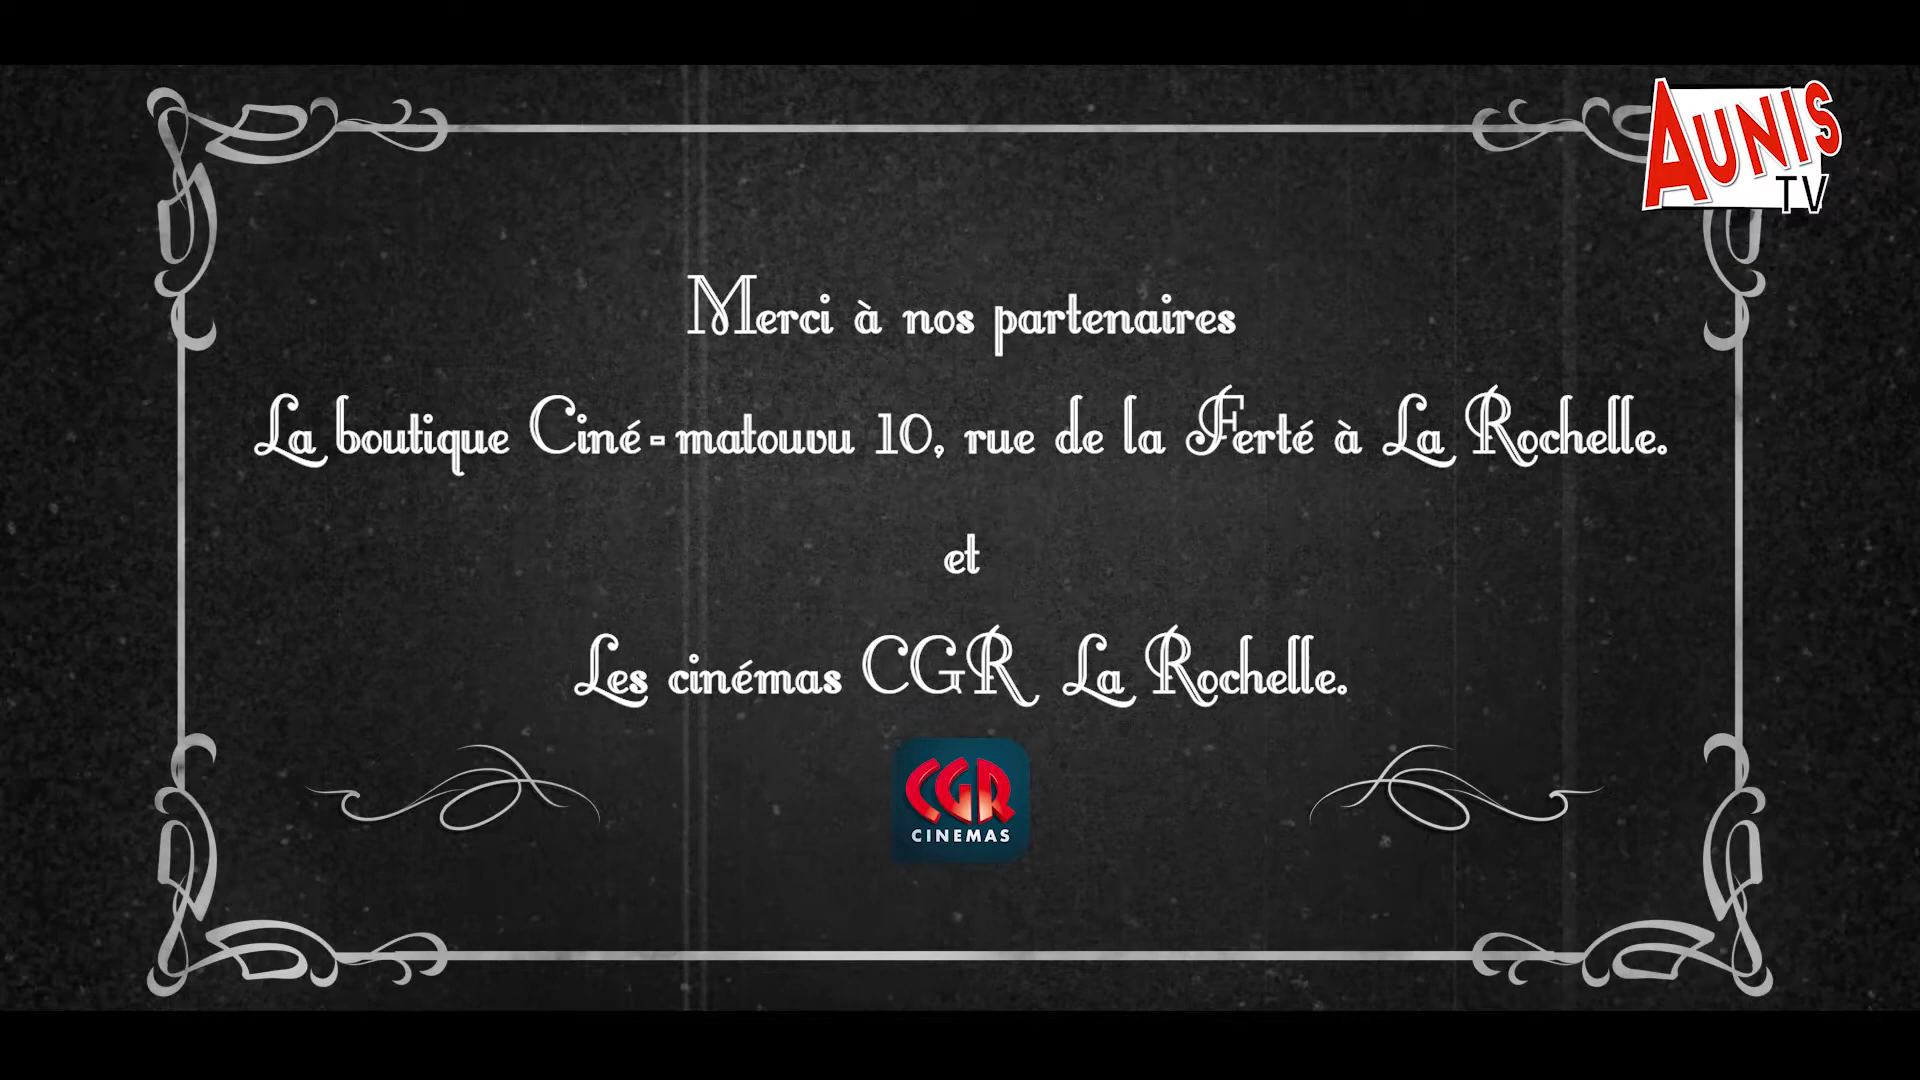 AUNIS
TV
Merci à nos partenaires
La boutique Ciné-matouvu 10, rue de la Ferté à La Rochelle.
et
Les cinémas CGR La Rochelle.
CGR
CINEMAS